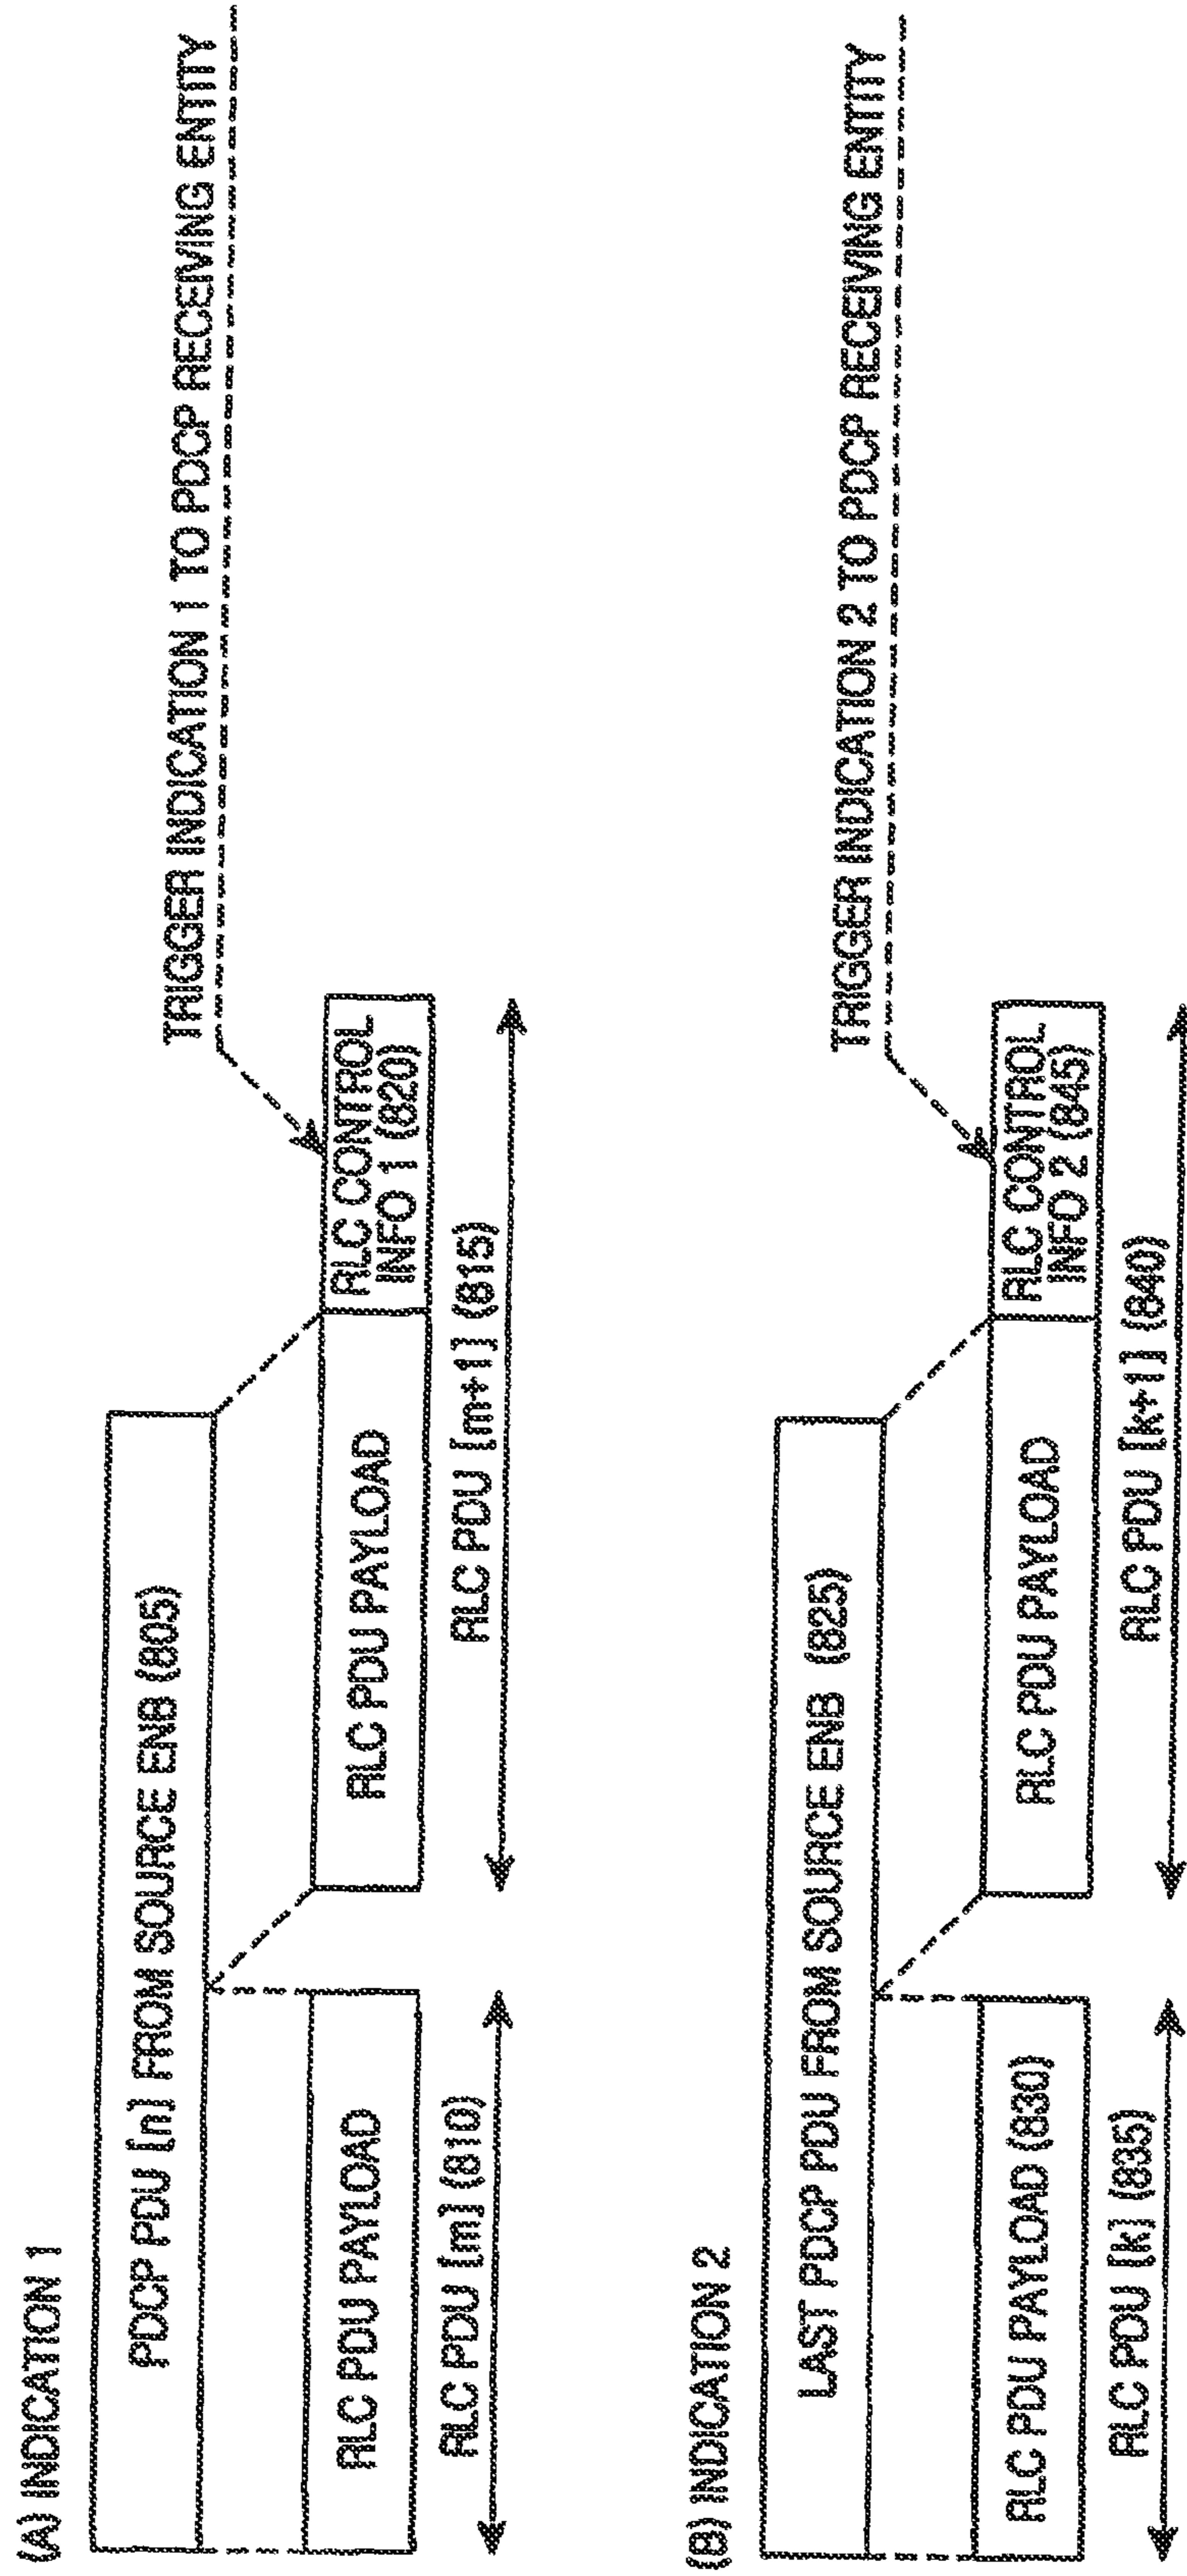 (A) INDICATION 1
PDCP PDU [n] FROM SOURCE ENB (805)
TRIGGER INDICATION 1 TO PDCP RECEIVING ENTITY
RLC PDU PAYLOAD
RLC PDU PAYLOAD
RLC CONTROL
INFO 1 (820)
RLC PDU [m] (810)
RLC PDU [m+1] (815)
(B) INDICATION 2
LAST PDCP PDU FROM SOURCE ENB (825)
TRIGGER INDICATION 2 TO PDCP RECEIVING ENTITY
RLC PDU PAYLOAD (830)
RLC PDU PAYLOAD
RLC CONTROL
INFO 2 (845)
RLC PDU [k] (835)
RLC PDU [k+1] (840)